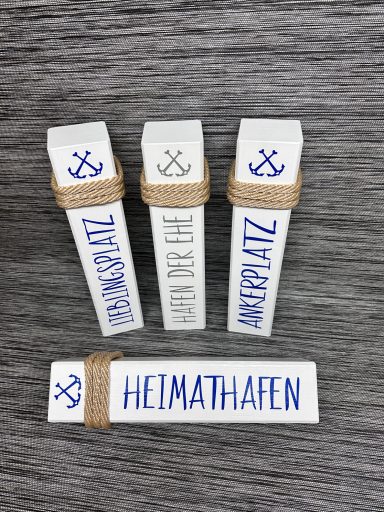 LIEBLINGSPLATZ
HAFEN DER EHE
ANKERPLATZ
HEIMATHAFEN